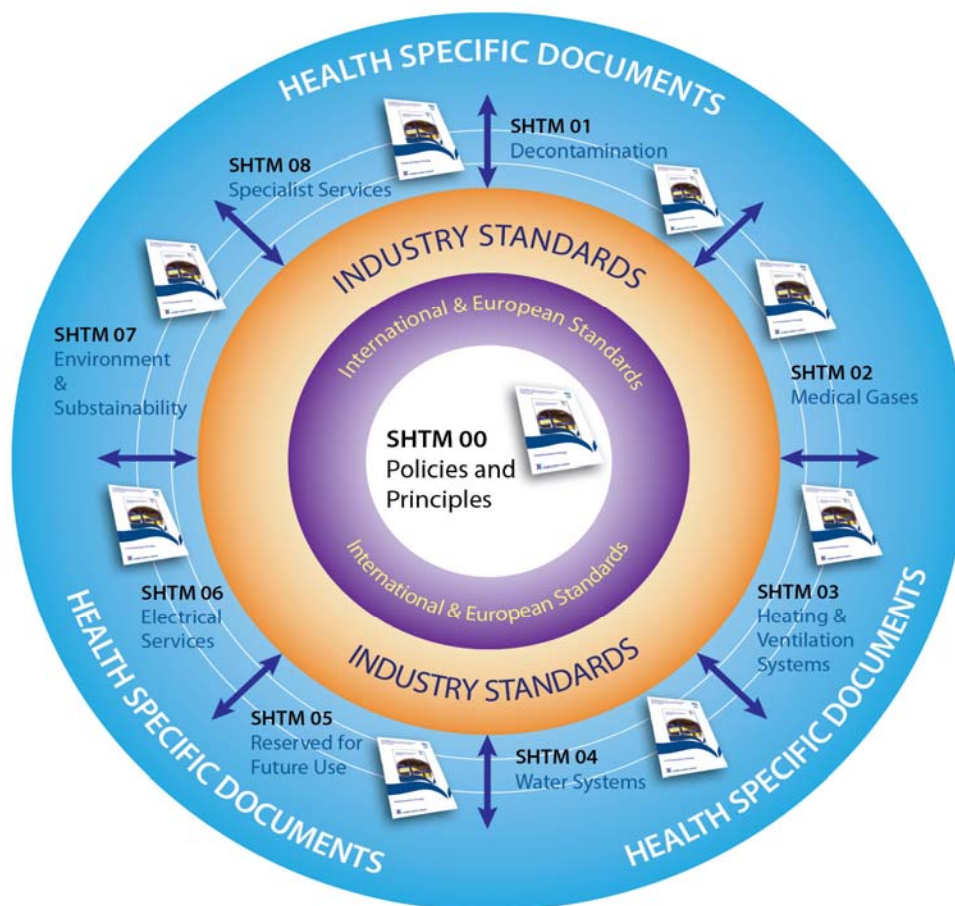 HEALTH SPECIFIC DOCUMENTS
SHTM 01
Decontamination
SHTM 08
Specialist Services
INDUSTRY STANDARDS
International & European Standards
SHTM 07
Environment
&
Substainability
SHTM 02
Medical Gases
SHTM 00
Policies and
Principles
International & European Standards
SHTM 06
Electrical
Services
SHTM 03
Heating &
Ventilation
Systems
INDUSTRY STANDARDS
SHTM 05
Reserved for
Future Use
SHTM 04
Water Systems
HEALTH SPECIFIC DOCUMENTS
HEALTH SPECIFIC DOCUMENTS